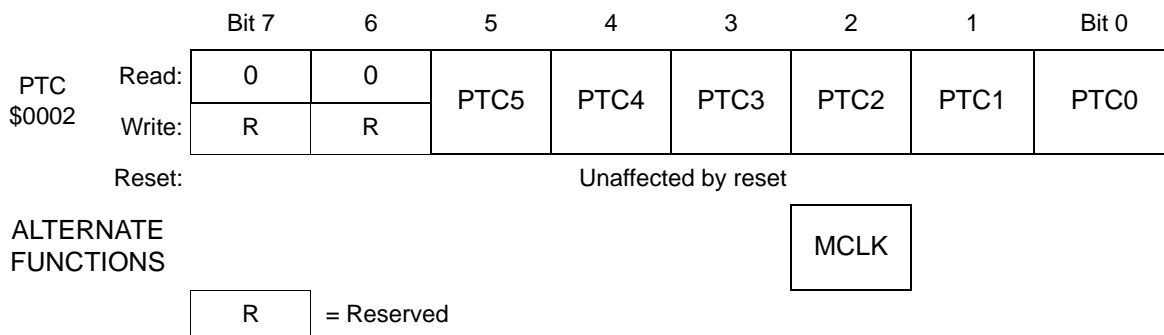 Bit 7 6 5 4 3 2 1 Bit 0
PTC
$0002
Read: 0 0 PTC5 PTC4 PTC3 PTC2 PTC1 PTC0
Write: R R
Reset: Unaffected by reset
ALTERNATE
FUNCTIONS
MCLK
R = Reserved